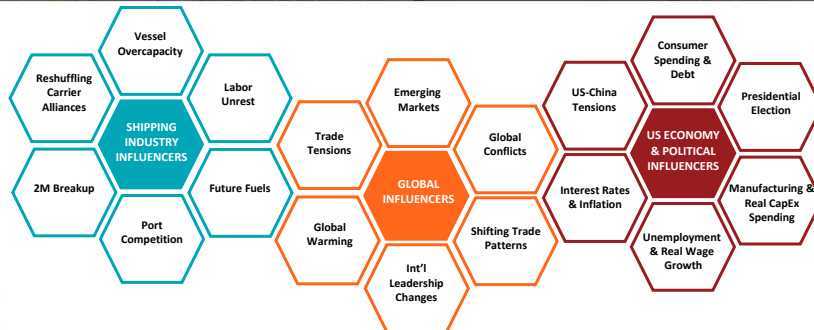 Vessel
Overcapacity
Reshuffling
Carrier
Alliances
Labor
Unrest
SHIPPING
INDUSTRY
INFLUENCERS
2M Breakup
Future Fuels
Port
Competition
Emerging
Markets
Trade
Tensions
Global
Conflicts
GLOBAL
INFLUENCERS
Global
Warming
Shifting Trade
Patterns
Int'l
Leadership
Changes
Consumer
Spending &
Debt
US-China
Tensions
Presidential
Election
US ECONOMY
& POLITICAL
INFLUENCERS
Interest Rates
& Inflation
Manufacturing &
Real CapEx
Spending
Unemployment
& Real Wage
Growth